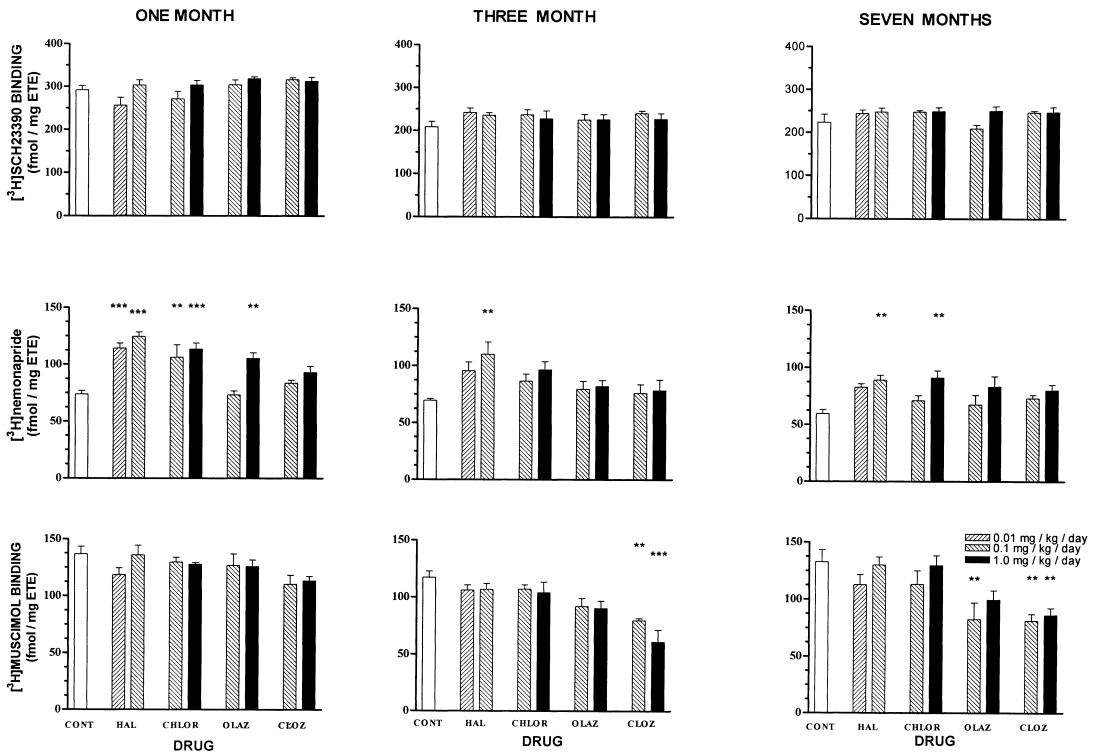 ONE MONTH
THREE MONTH
SEVEN MONTHS
[³H]SCH23390 BINDING
(fmol / mg ETE)
400
300
200
100
0
400
300
200
100
0
400
300
200
100
0
[³H]nemonapride
(fmol / mg ETE)
150
100
50
0
*** *** ** *** **
150
100
50
0
**
150
100
50
0
** **
[³H]MUSCIMOL BINDING
(fmol / mg ETE)
150
100
50
0
150
100
50
0
** ***
150
100
50
0
0.01 mg / kg / day
0.1 mg / kg / day
1.0 mg / kg / day
** ** **
CONT HAL CHLOR OLAZ CLOZ
DRUG
CONT HAL CHLOR OLAZ CLOZ
DRUG
CONT HAL CHLOR OLAZ CLOZ
DRUG